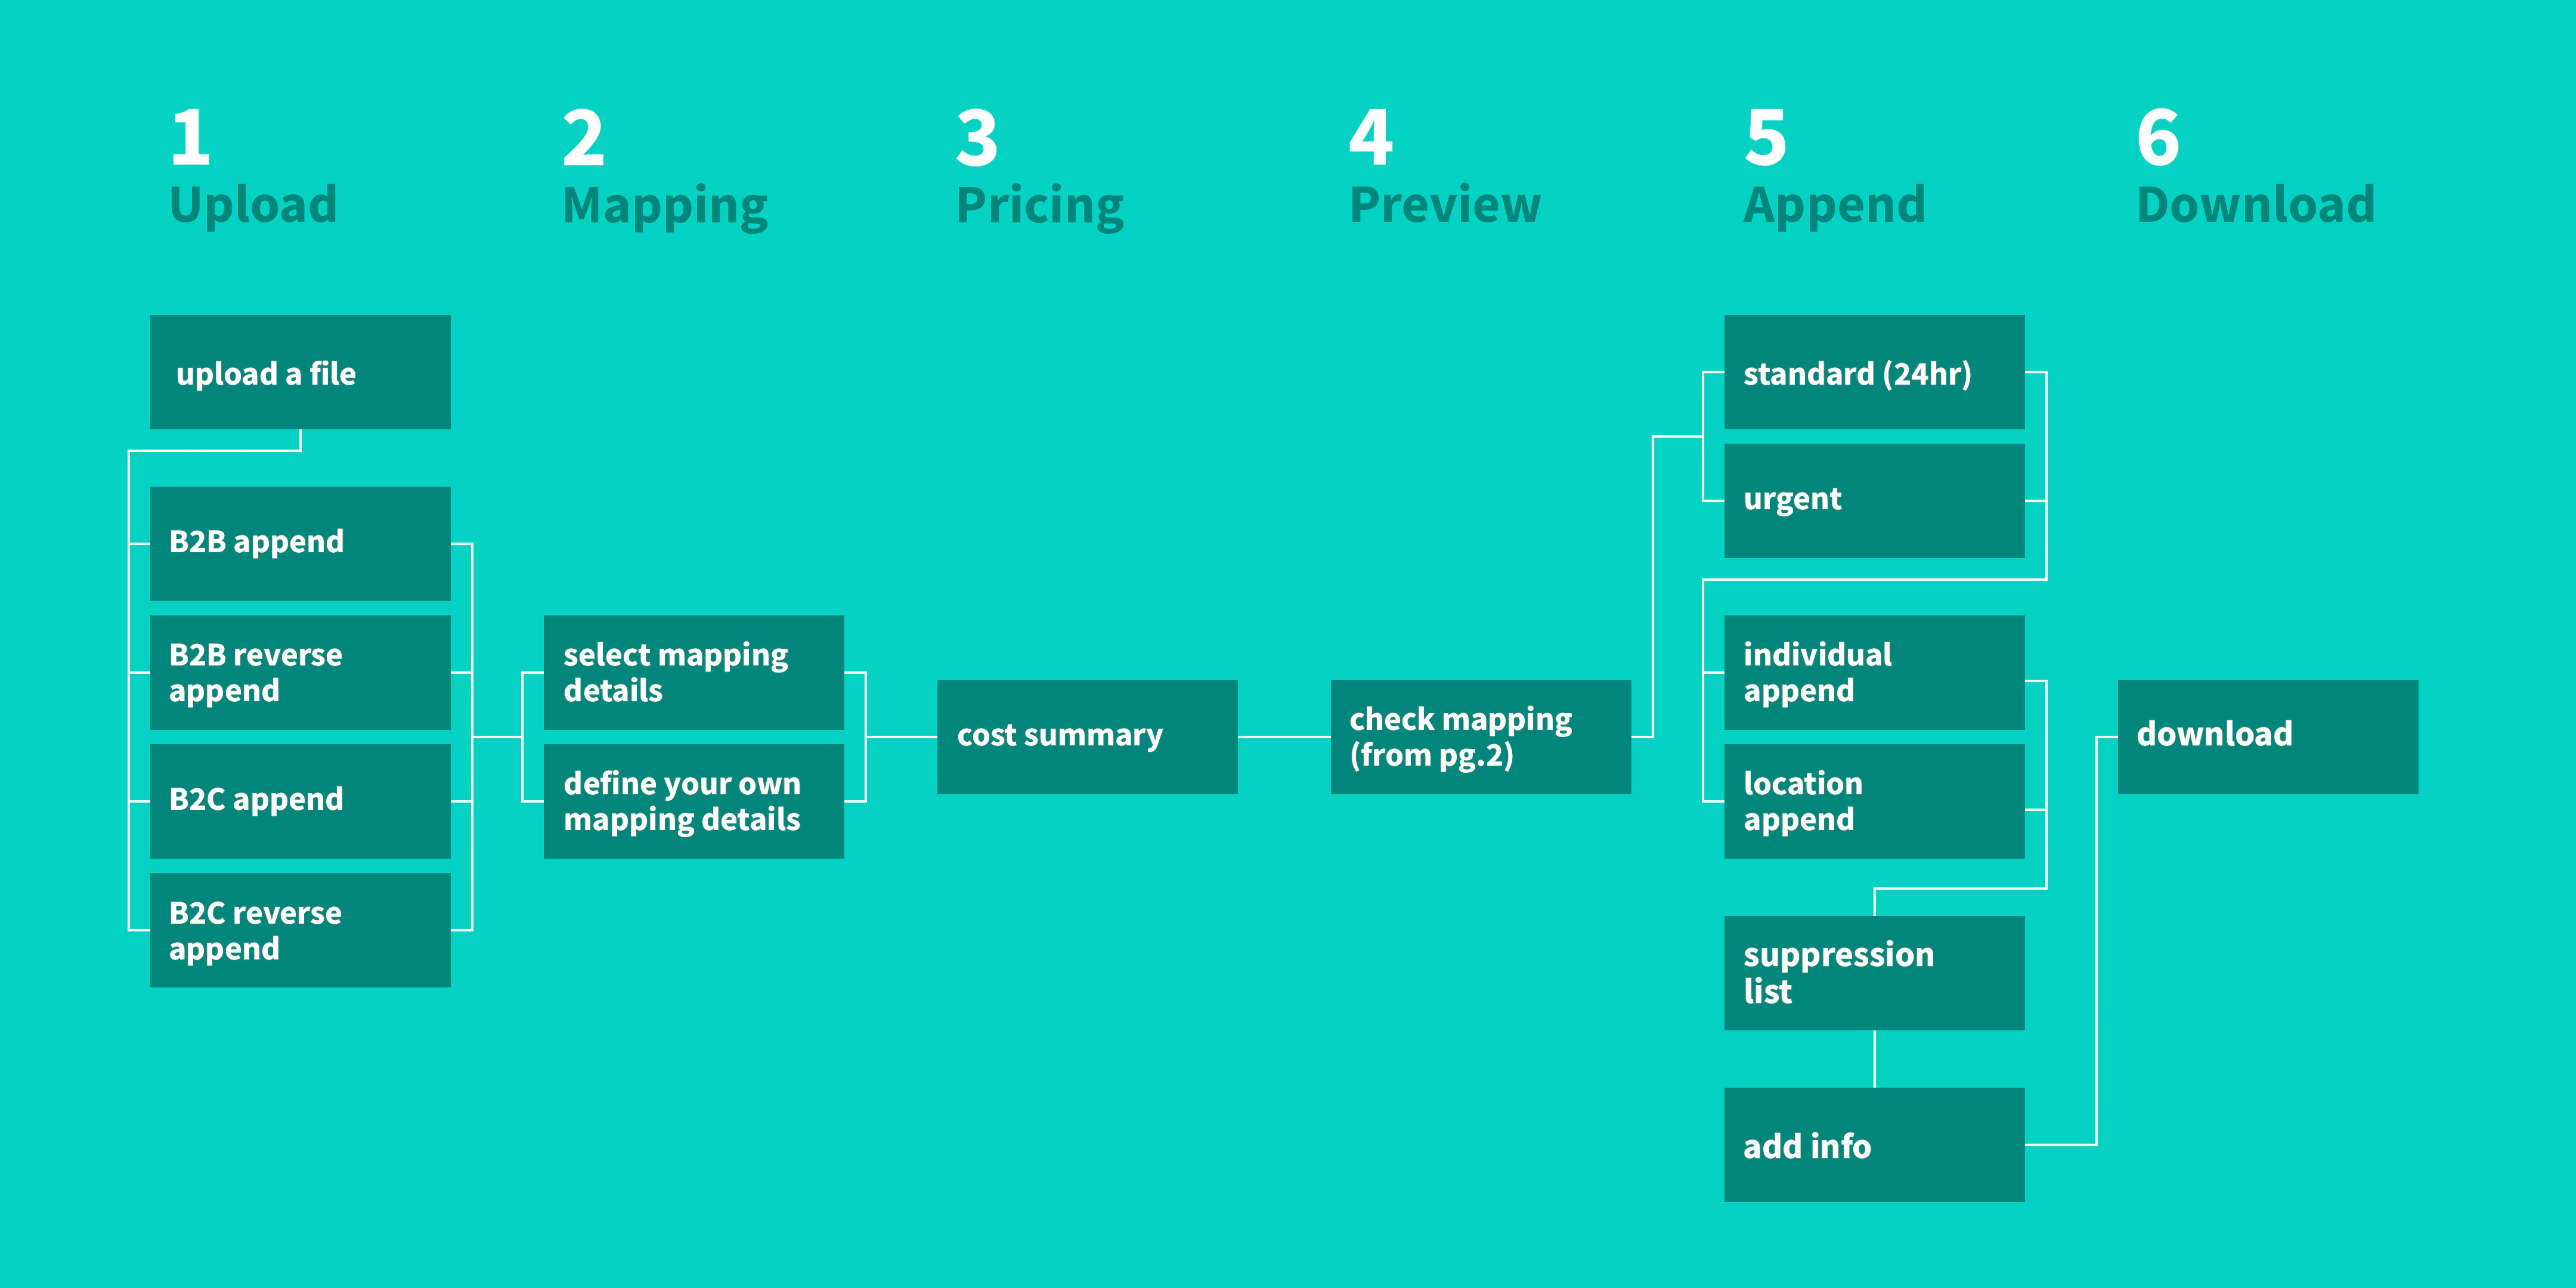 1
Upload
upload a file
B2B append
B2B reverse
append
B2C append
B2C reverse
append
2
Mapping
select mapping
details
define your own
mapping details
3
Pricing
cost summary
4
Preview
check mapping
(from pg.2)
5
Append
standard (24hr)
urgent
individual
append
location
append
suppression
list
add info
6
Download
download